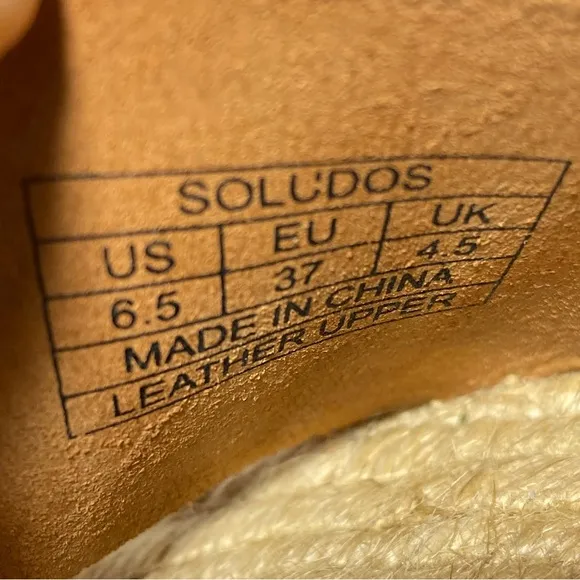 SOLUDOS
US EU UK
6.5 37 4.5
MADE IN CHINA
LEATHER UPPER